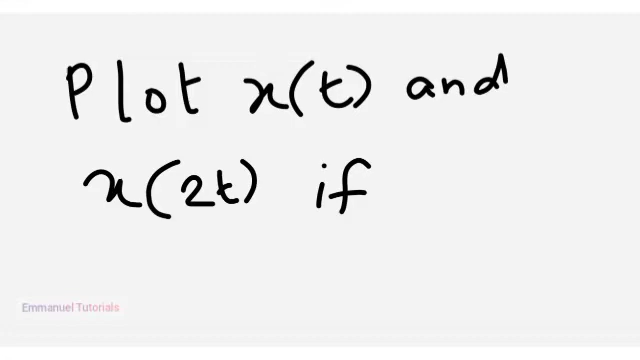 Plot x(t) and
x(2t) if
Emmanuel Tutorials